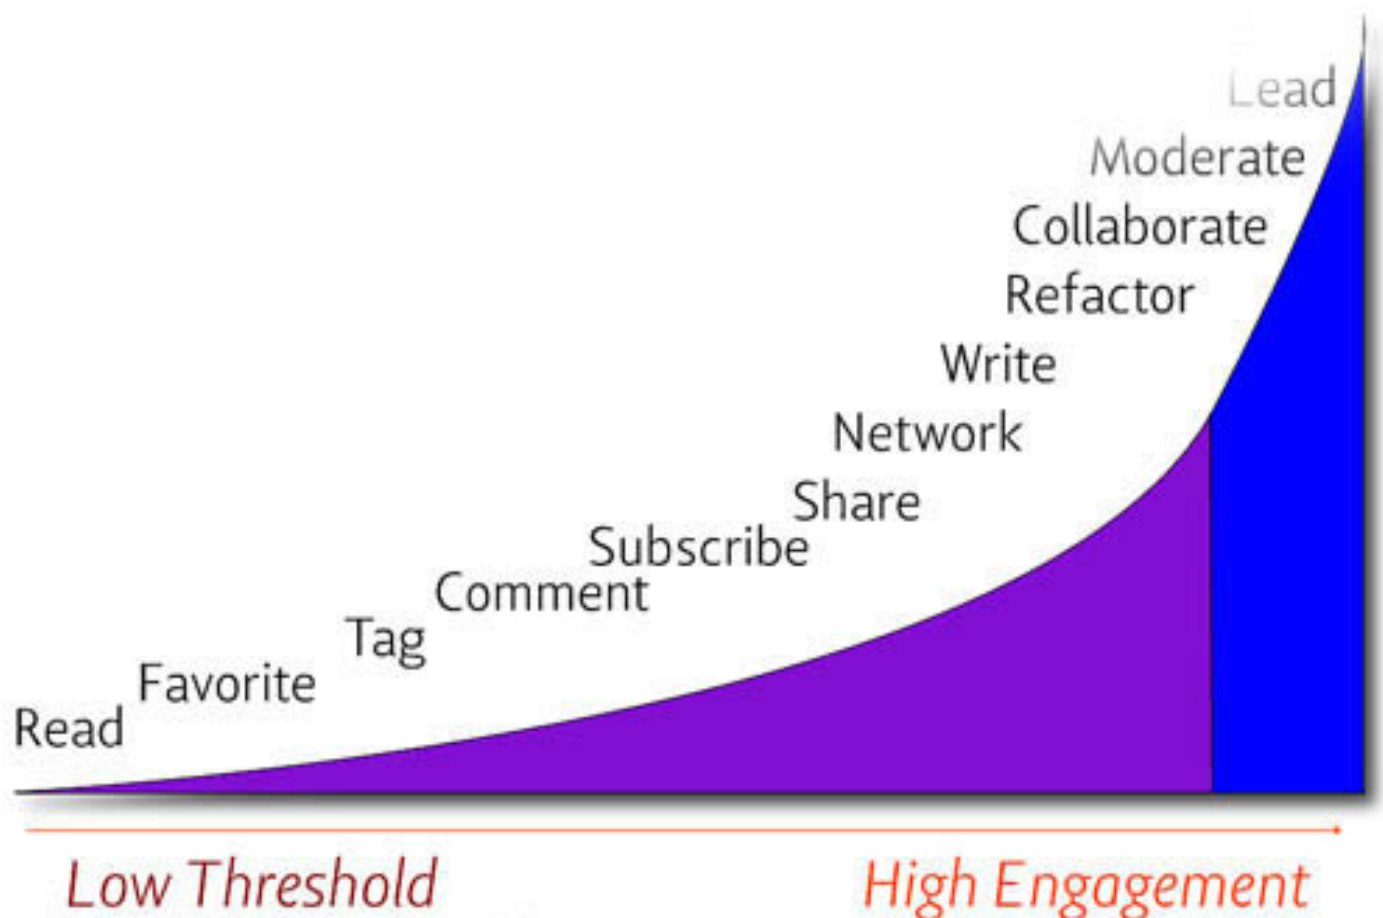 Lead
Moderate
Collaborate
Refactor
Write
Network
Share
Subscribe
Comment
Tag
Favorite
Read
Low Threshold
High Engagement